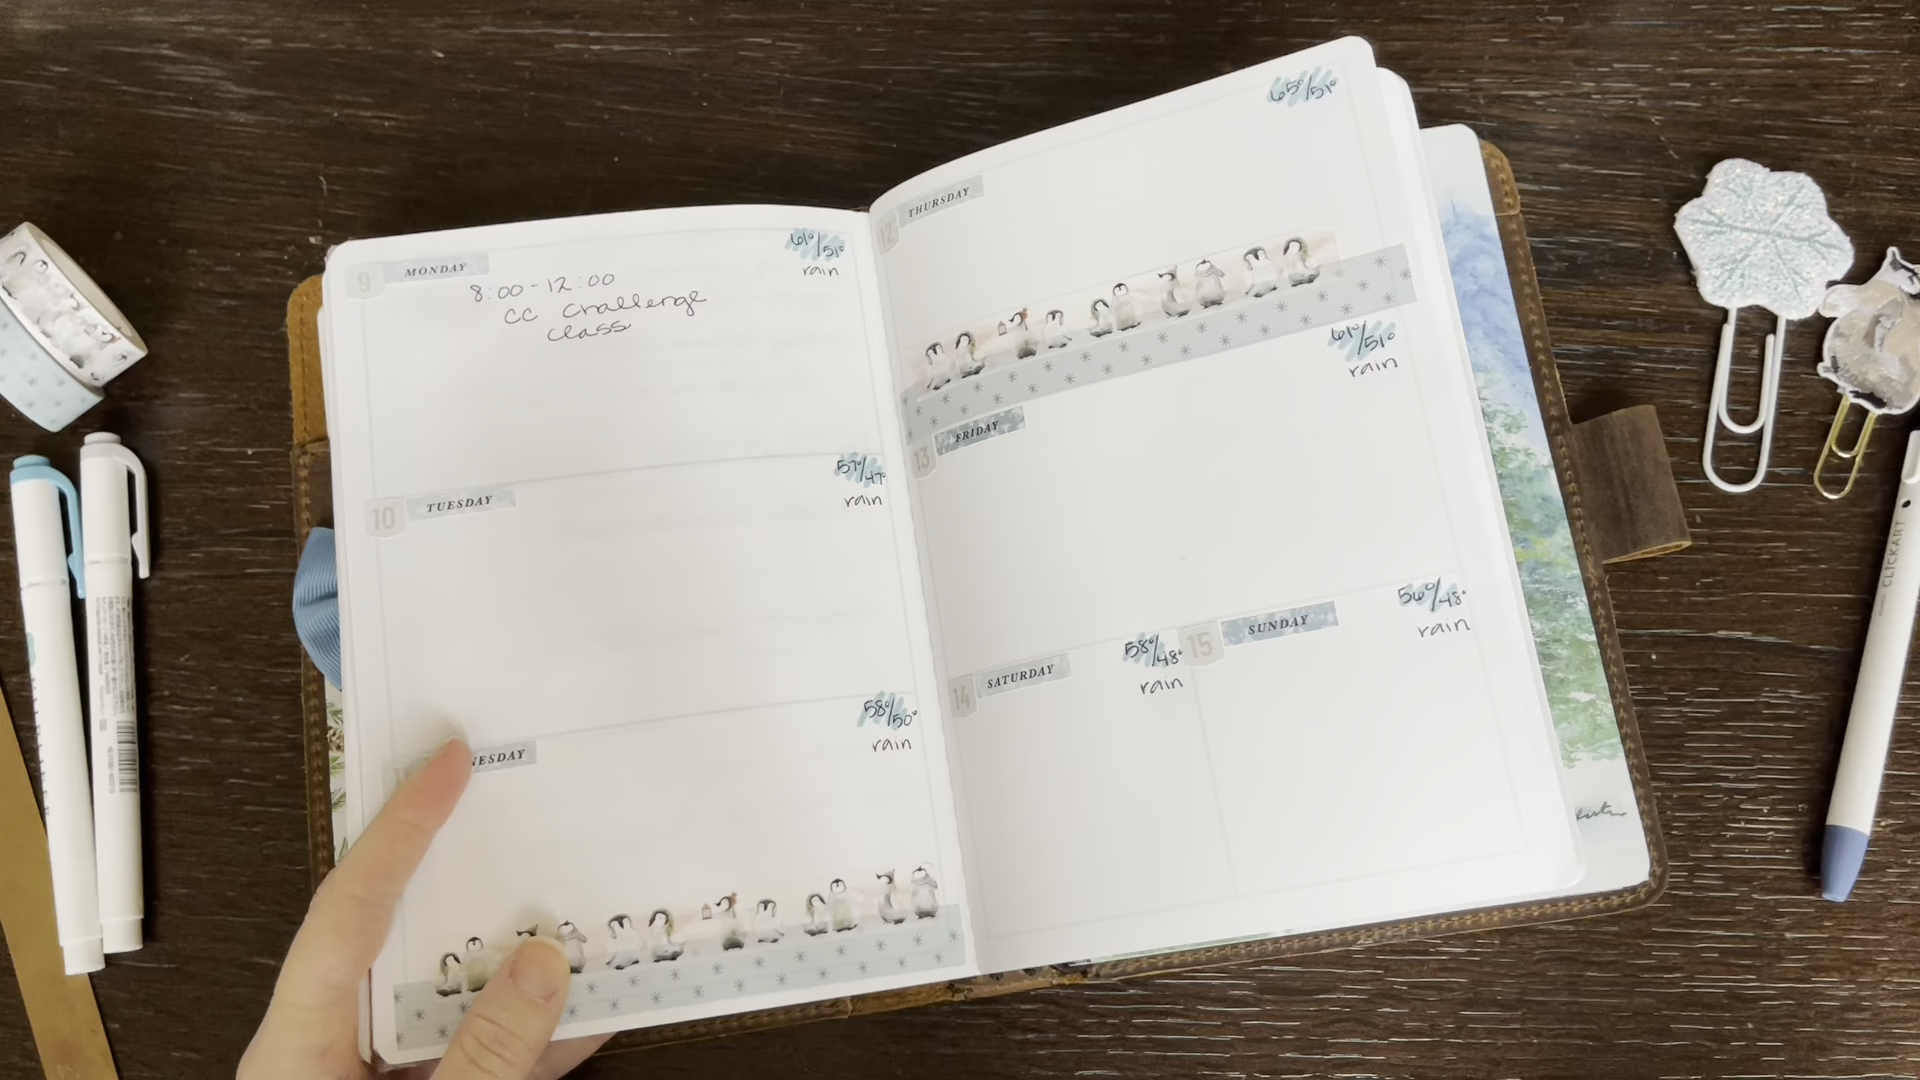 9 MONDAY
61°/51°
rain
8:00-12:00
CC Challenge
class
10 TUESDAY
57°/47°
rain
NESDAY
58°/50°
rain
12 THURSDAY
65°/51°
13 FRIDAY
61°/51°
rain
14 SATURDAY
58°/48°
rain
15 SUNDAY
56°/48°
rain
CLICKART